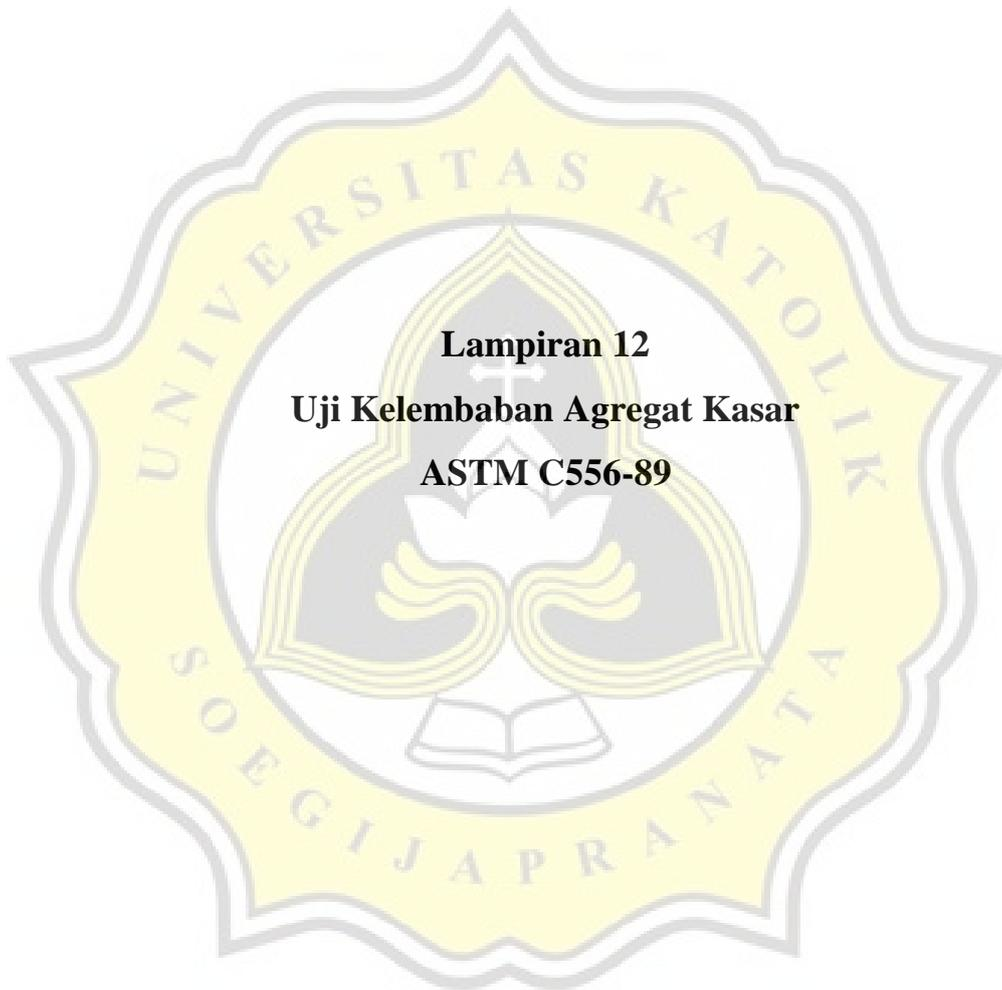 UNIVERSITAS KATOLIK
Lampiran 12
Uji Kelembaban Agregat Kasar
ASTM C556-89
SOEGIJAPRANATA